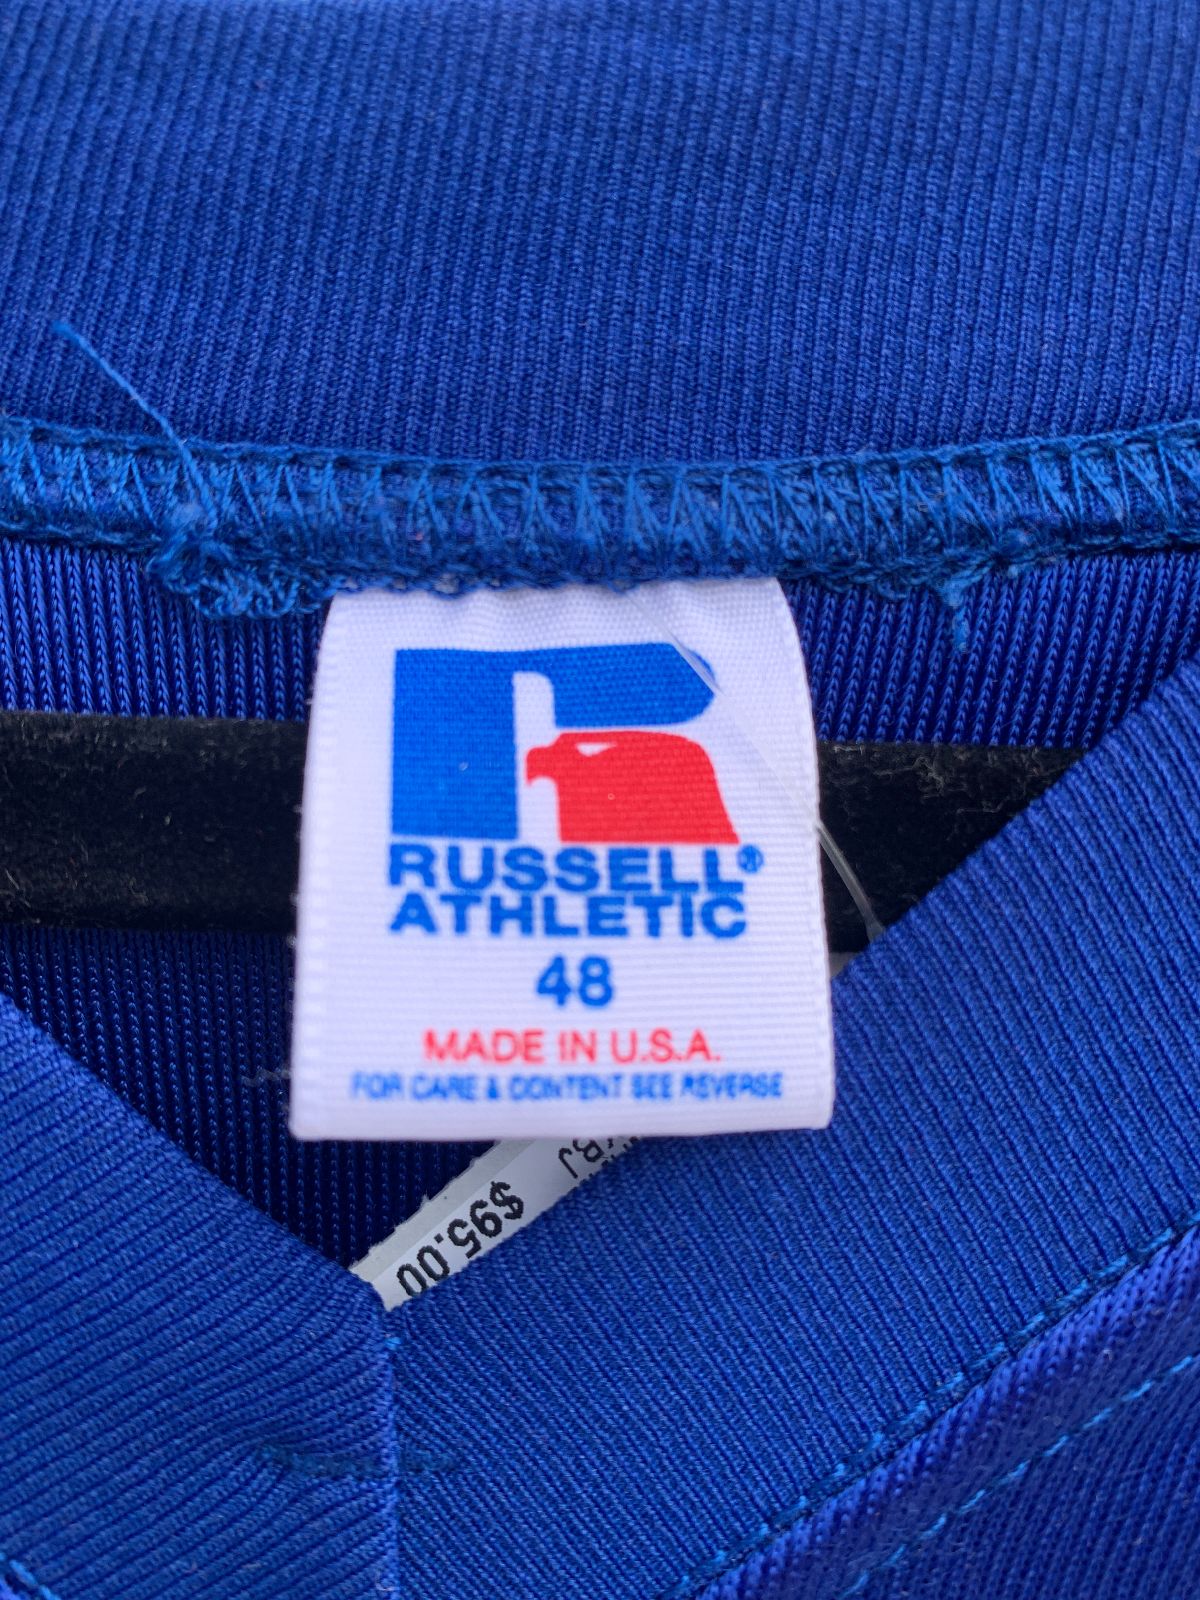 RUSSELL®
ATHLETIC
48
MADE IN U.S.A.
FOR CARE & CONTENT SEE REVERSE
$95.00